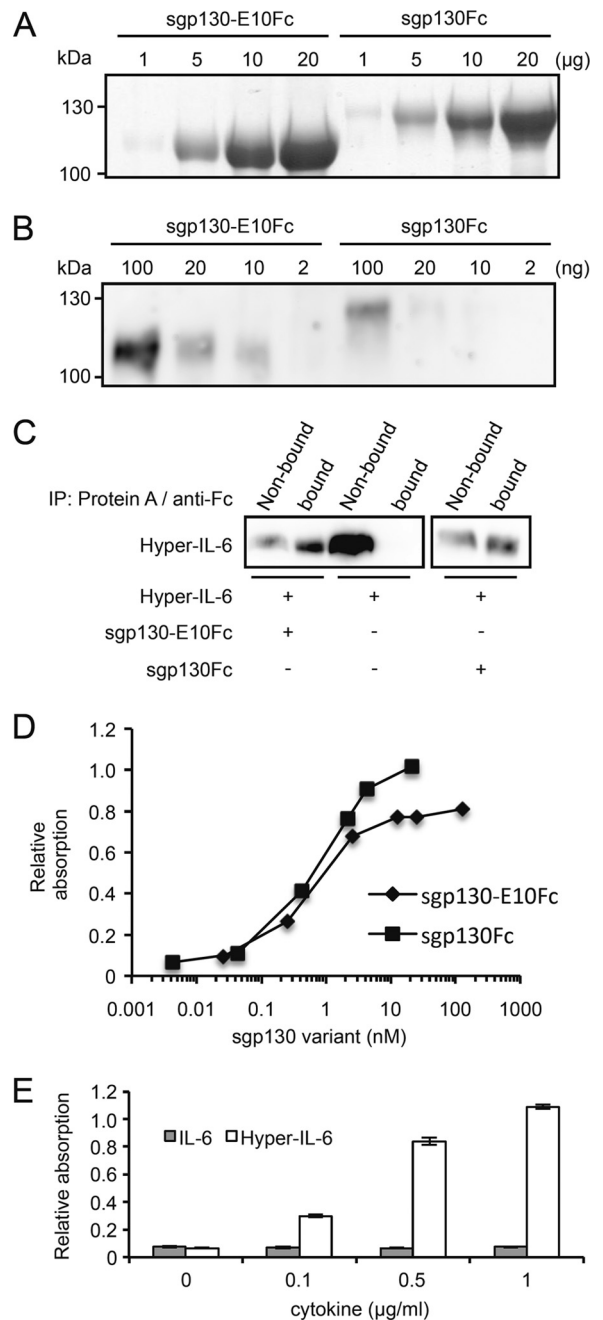 A
sgp130-E10Fc sgp130Fc
kDa 1 5 10 20 1 5 10 20 (µg)
130
100
B
sgp130-E10Fc sgp130Fc
kDa 100 20 10 2 100 20 10 2 (ng)
130
100
C
Non-bound bound Non-bound bound Non-bound bound
IP: Protein A / anti-Fc
Hyper-IL-6
Hyper-IL-6 + + +
sgp130-E10Fc + - -
sgp130Fc - - +
D
1.2
1.0
0.8
0.6
0.4
0.2
0
Relative
absorption
sgp130-E10Fc
sgp130Fc
0.001 0.01 0.1 1 10 100 1000
sgp130 variant (nM)
E
1.2
1.0
0.8
0.6
0.4
0.2
0
Relative absorption
IL-6 Hyper-IL-6
0 0.1 0.5 1
cytokine (µg/ml)